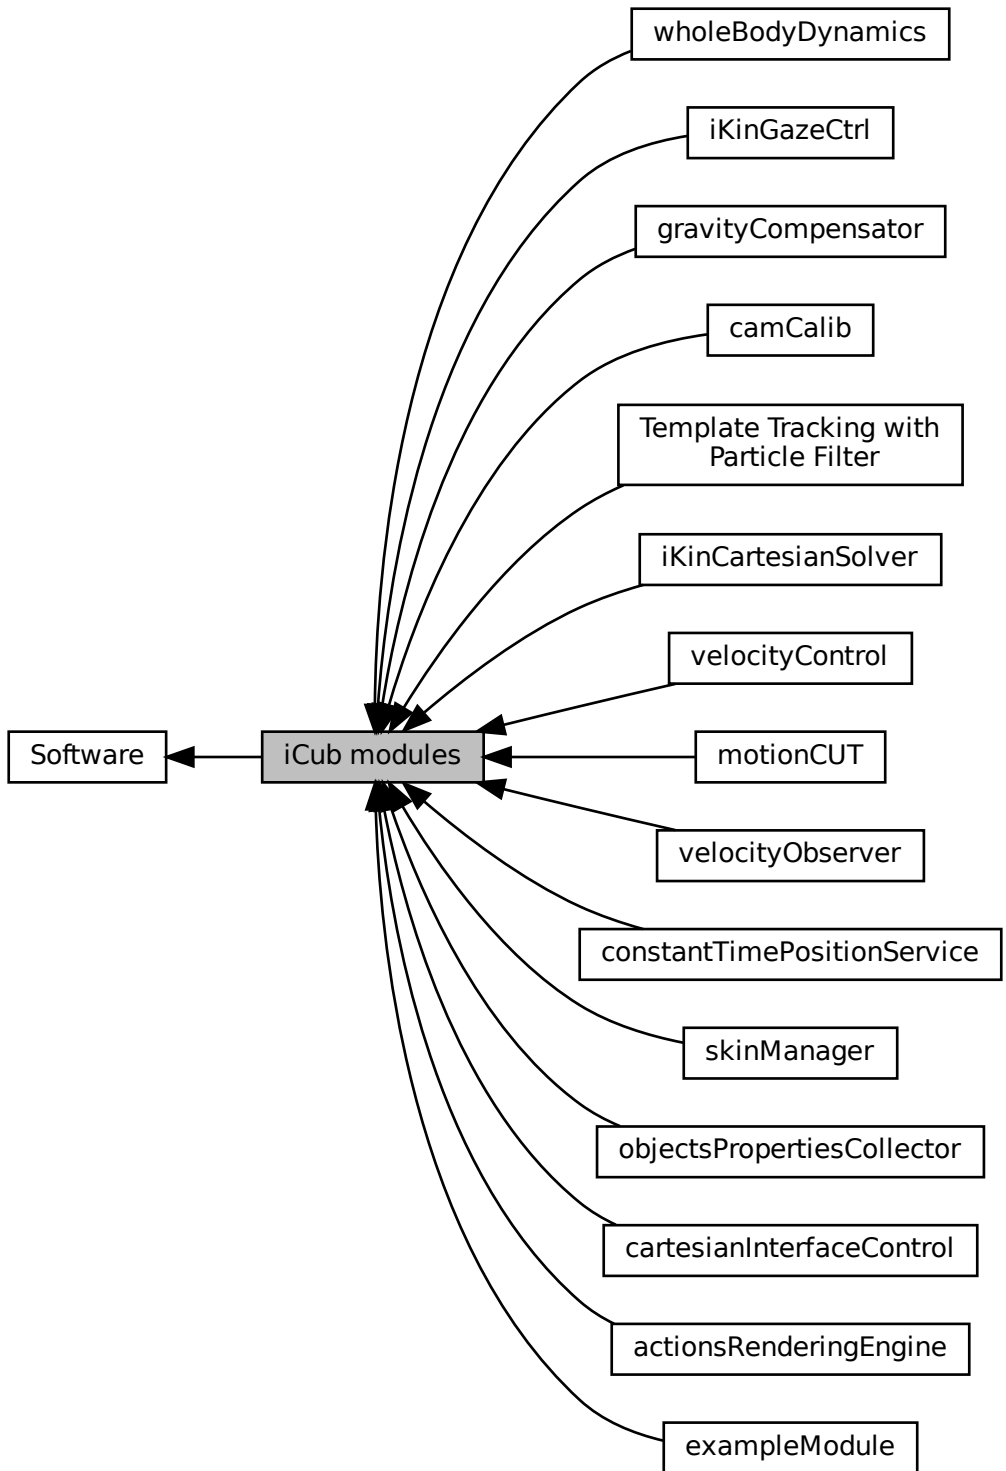 wholeBodyDynamics
iKinGazeCtrl
gravityCompensator
camCalib
Template Tracking with
Particle Filter
iKinCartesianSolver
velocityControl
Software
iCub modules
motionCUT
velocityObserver
constantTimePositionService
skinManager
objectsPropertiesCollector
cartesianInterfaceControl
actionsRenderingEngine
exampleModule